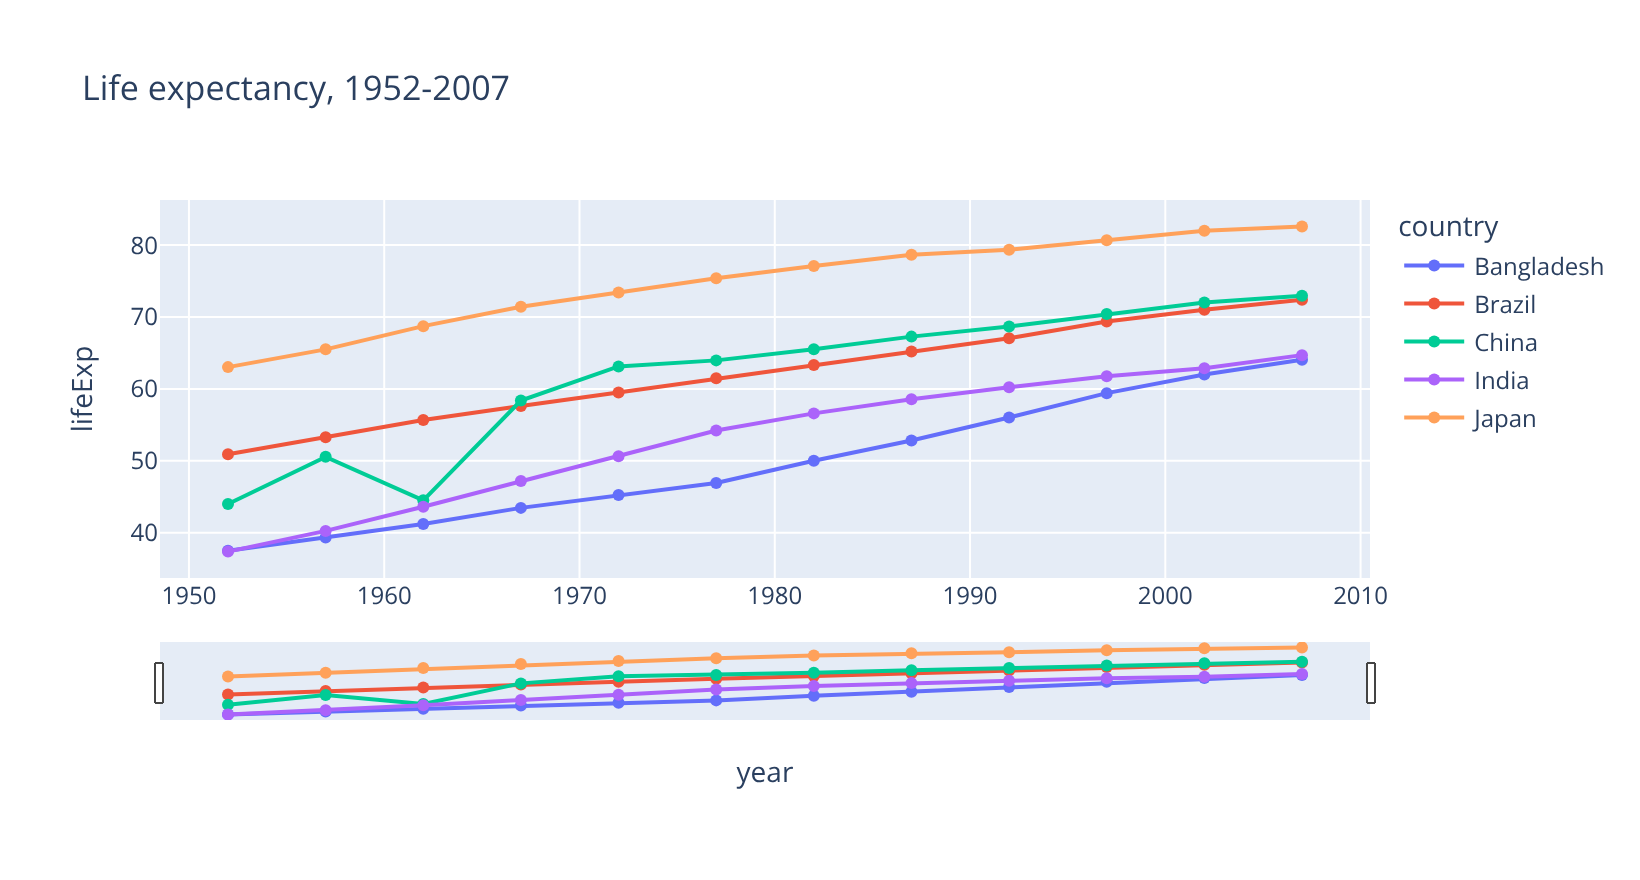 Life expectancy, 1952-2007
lifeExp
80
70
60
50
40
1950 1960 1970 1980 1990 2000 2010
year
country
Bangladesh
Brazil
China
India
Japan